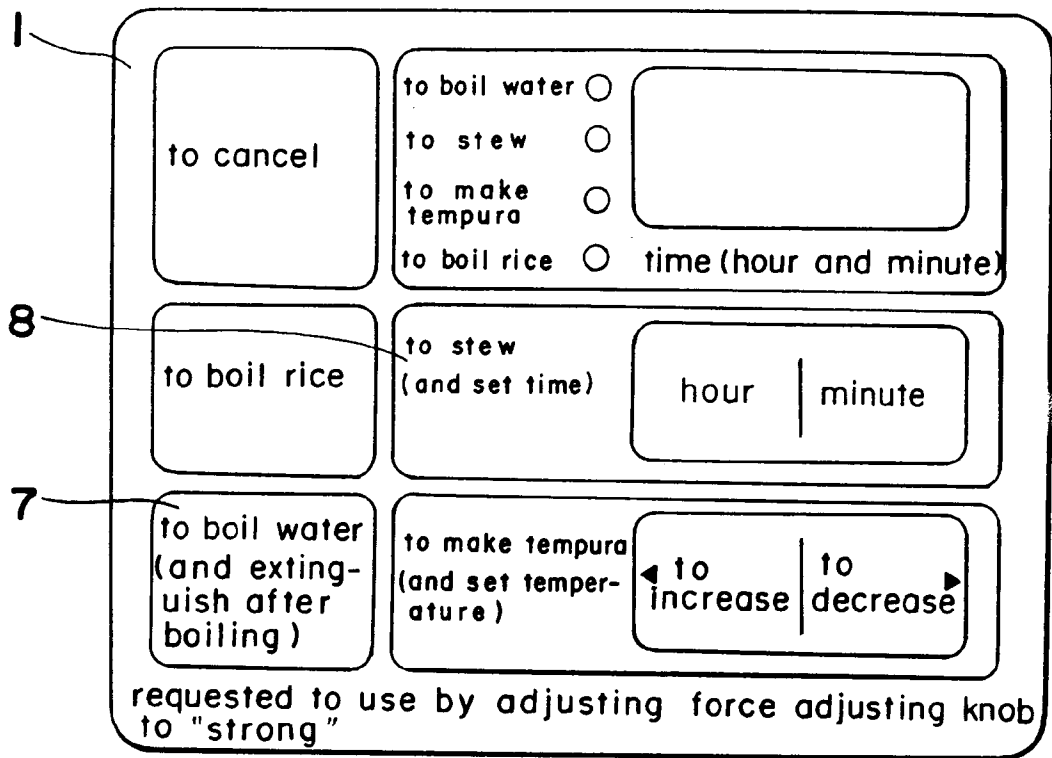 1
to cancel
to boil water
to stew
to make
tempura
to boil rice
time (hour and minute)
8
to boil rice
to stew
(and set time)
hour
minute
7
to boil water
(and exting-
uish after
boiling)
to make tempura
(and set temper-
ature)
to
increase
to
decrease
requested to use by adjusting force adjusting knob
to "strong"